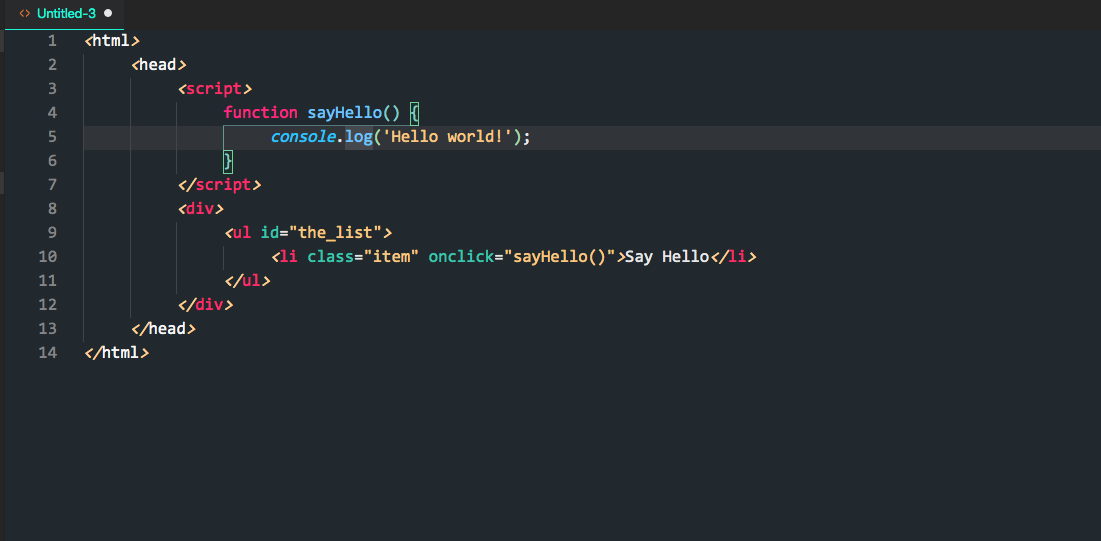 <> Untitled-3
1 <html>
2 <head>
3 <script>
4 function sayHello() {
5 console.log('Hello world!');
6 }
7 </script>
8 <div>
9 <ul id="the_list">
10 <li class="item" onclick="sayHello()">Say Hello</li>
11 </ul>
12 </div>
13 </head>
14 </html>